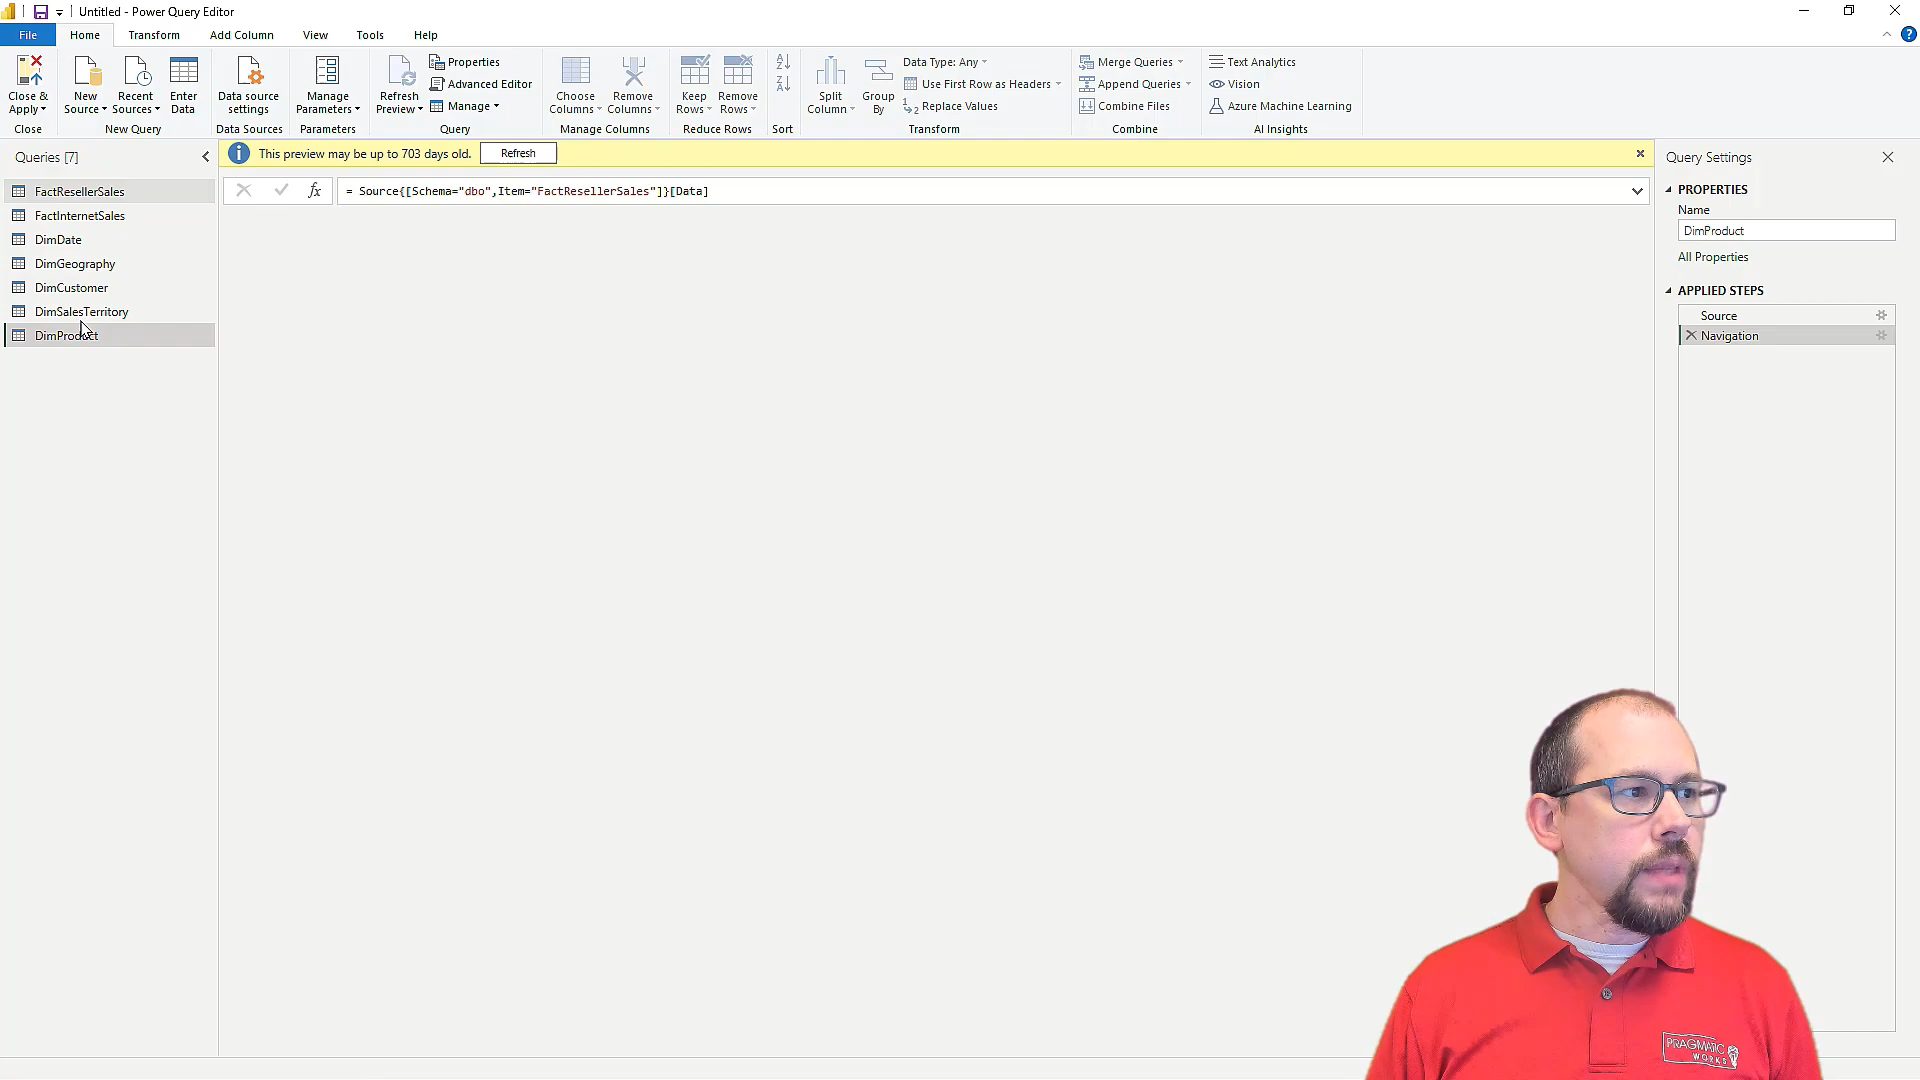 Untitled - Power Query Editor
File
Home
Transform
Add Column
View
Tools
Help
Close &
Apply
Close
New
Source
Recent
Sources
Enter
Data
New Query
Data source
settings
Data Sources
Manage
Parameters
Parameters
Refresh
Preview
Properties
Advanced Editor
Manage
Query
Choose
Columns
Remove
Columns
Manage Columns
Keep
Rows
Remove
Rows
Reduce Rows
Sort
Split
Column
Group
By
Data Type: Any
Use First Row as Headers
Replace Values
Transform
Merge Queries
Append Queries
Combine Files
Combine
Text Analytics
Vision
Azure Machine Learning
AI Insights
Queries [7]
FactResellerSales
FactInternetSales
DimDate
DimGeography
DimCustomer
DimSalesTerritory
DimProduct
This preview may be up to 703 days old.
Refresh
fx
= Source{[Schema="dbo",Item="FactResellerSales"]}[Data]
Query Settings
PROPERTIES
Name
DimProduct
All Properties
APPLIED STEPS
Source
Navigation
PRAGMATIC
WORKS